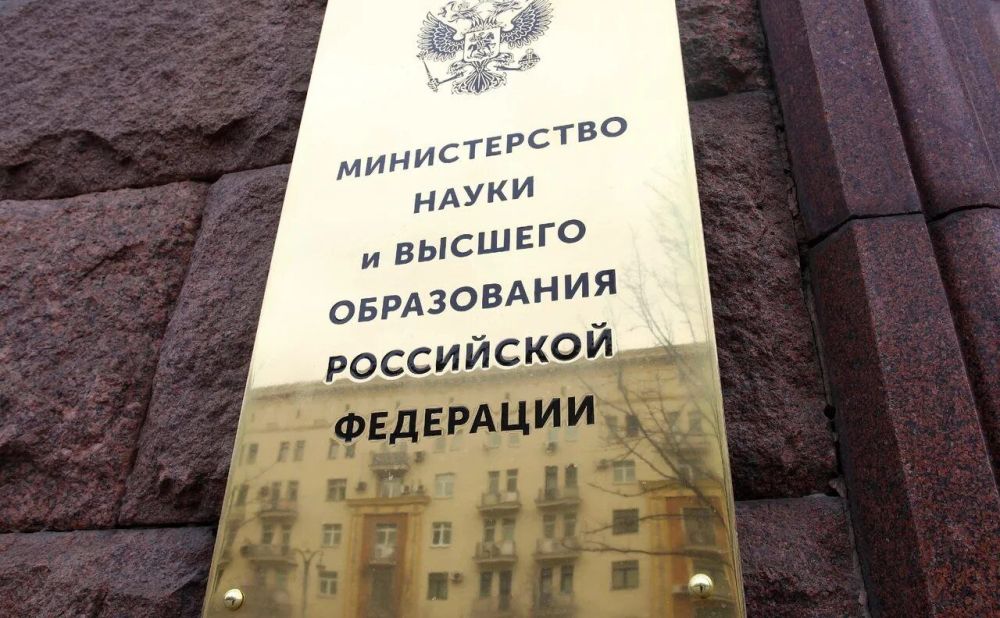 МИНИСТЕРСТВО
НАУКИ
и ВЫСШЕГО
ОБРАЗОВАНИЯ
РОССИЙСКОЙ
ФЕДЕРАЦИИ